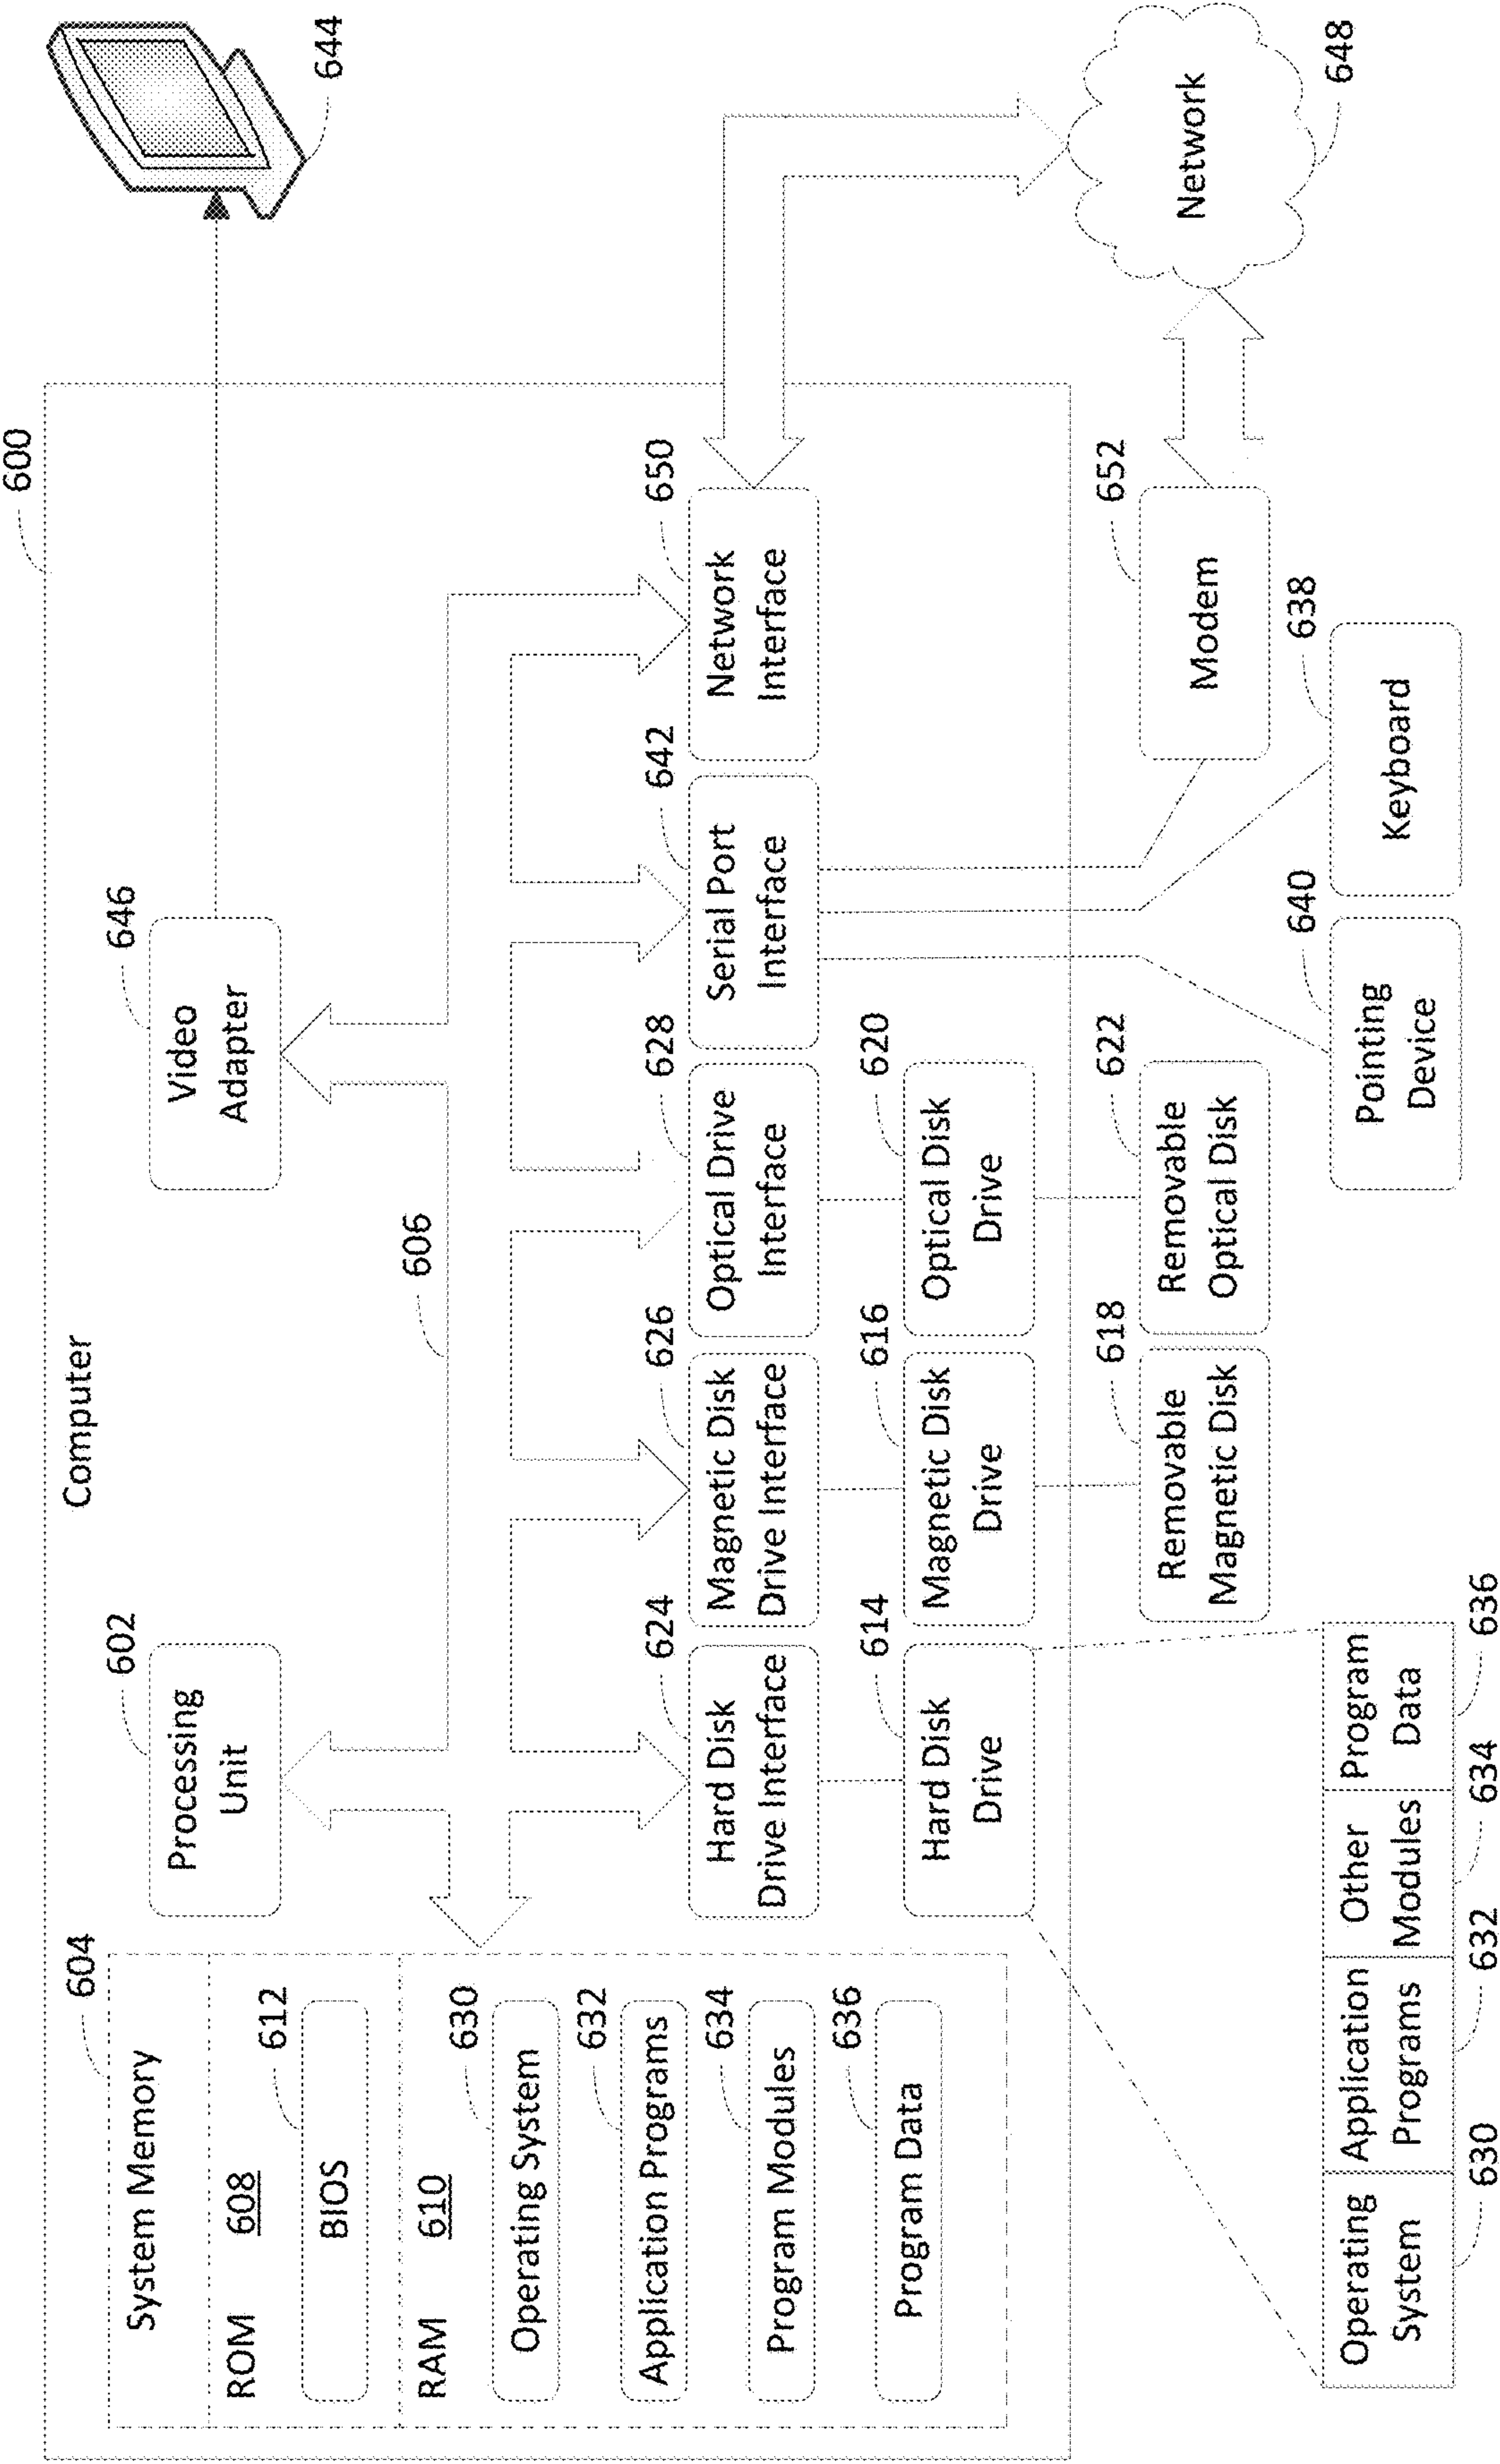 600
Computer
604
System Memory
ROM 608
612
BIOS
RAM 610
630
Operating System
632
Application Programs
634
Program Modules
636
Program Data
602
Processing
Unit
606
646
Video
Adapter
644
624
Hard Disk
Drive Interface
626
Magnetic Disk
Drive Interface
628
Optical Drive
Interface
642
Serial Port
Interface
650
Network
Interface
614
Hard Disk
Drive
616
Magnetic Disk
Drive
620
Optical Disk
Drive
618
Removable
Magnetic Disk
622
Removable
Optical Disk
652
Modem
Network
648
640
Pointing
Device
638
Keyboard
Operating
System
Application
Programs
Other
Modules
Program
Data
630
632
634
636